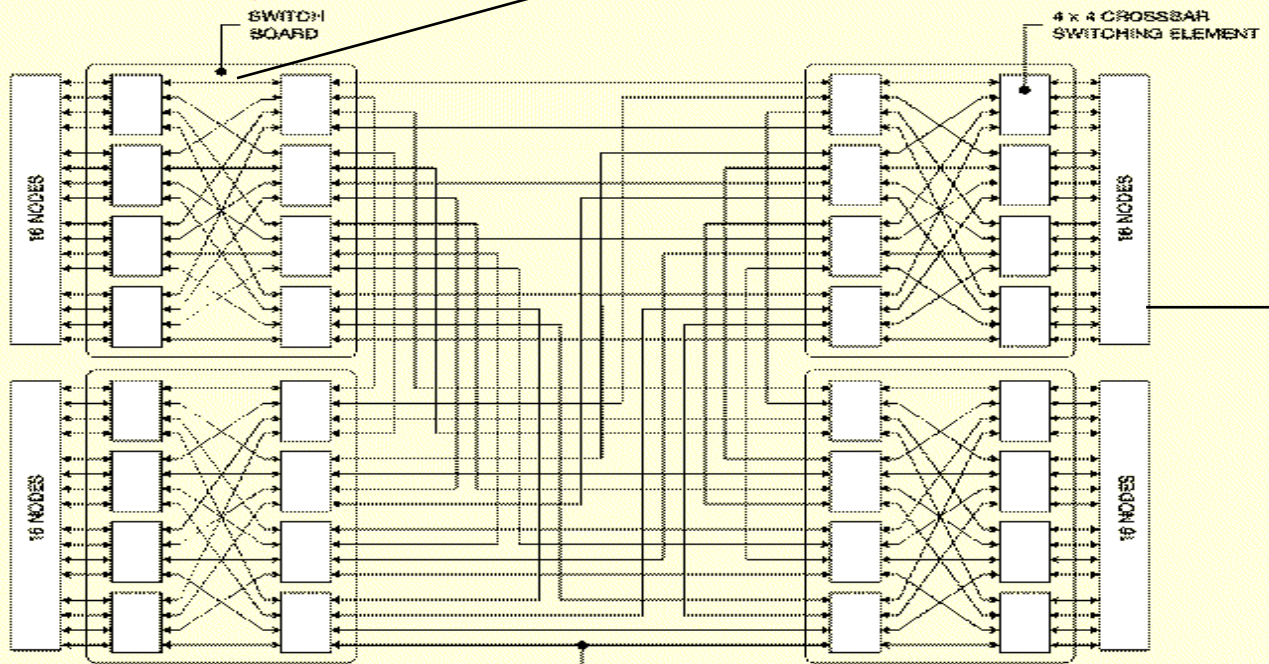 SWITCH
BOARD
4 x 4 CROSSBAR
SWITCHING ELEMENT
16 NODES
16 NODES
16 NODES
16 NODES